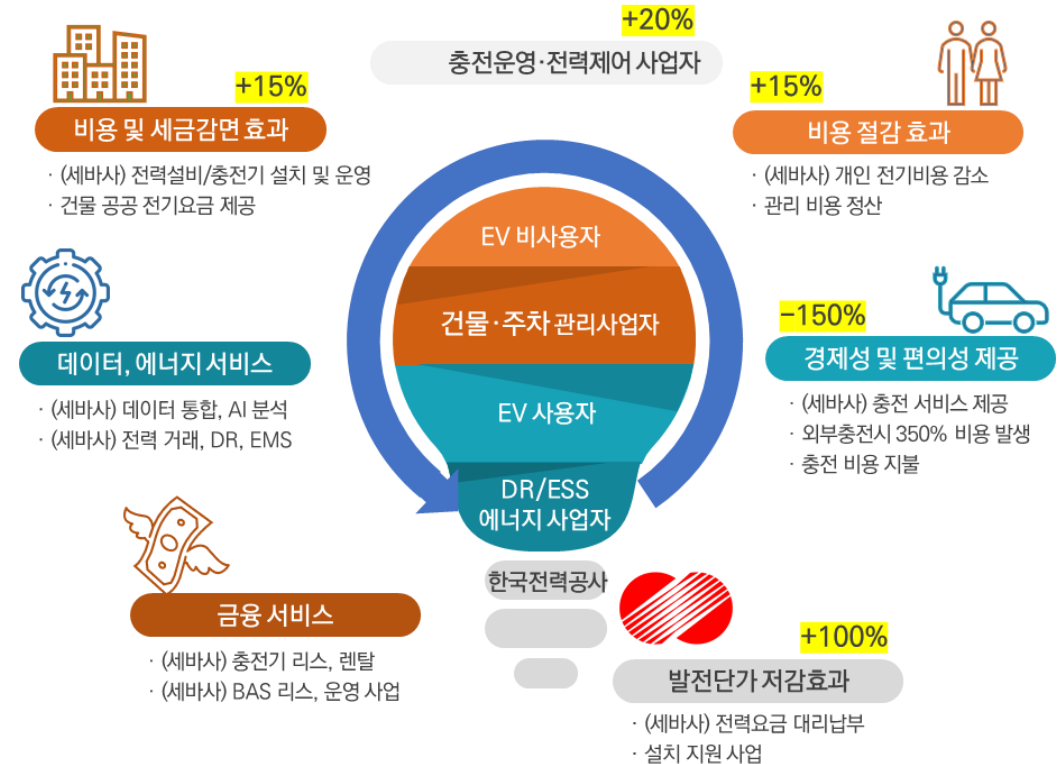 +20%
충전운영·전력제어 사업자
+15%
비용 및 세금감면 효과
· (세바사) 전력설비/충전기 설치 및 운영
· 건물 공공 전기요금 제공
+15%
비용 절감 효과
· (세바사) 개인 전기비용 감소
· 관리 비용 정산
EV 비사용자
건물·주차 관리사업자
EV 사용자
DR/ESS
에너지 사업자
한국전력공사
데이터, 에너지 서비스
· (세바사) 데이터 통합, AI 분석
· (세바사) 전력 거래, DR, EMS
-150%
경제성 및 편의성 제공
· (세바사) 충전 서비스 제공
· 외부충전시 350% 비용 발생
· 충전 비용 지불
금융 서비스
· (세바사) 충전기 리스, 렌탈
· (세바사) BAS 리스, 운영 사업
+100%
발전단가 저감효과
· (세바사) 전력요금 대리납부
· 설치 지원 사업